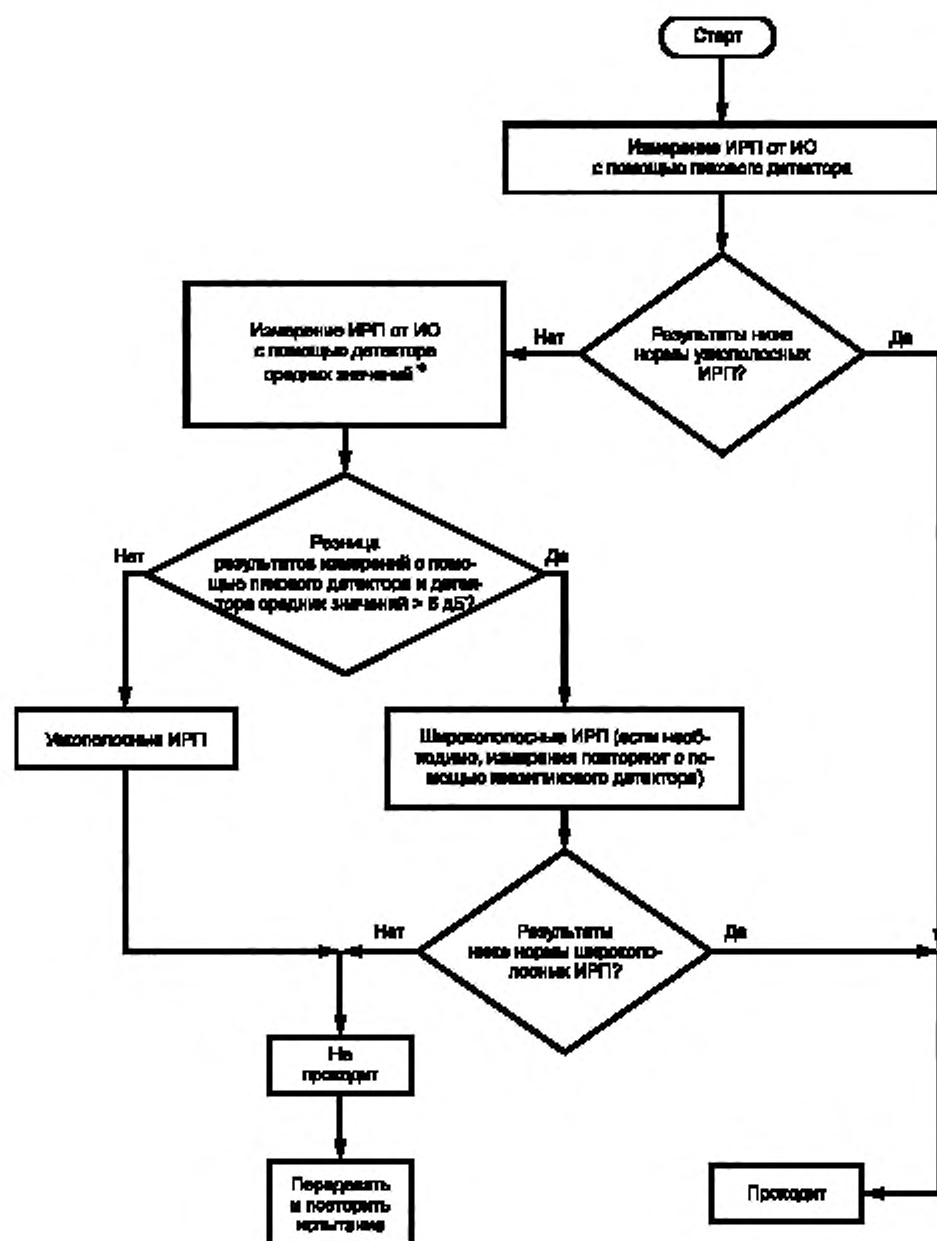 Старт
Измерение ИРП от ИО
с помощью пикового детектора
Результаты ниже
нормы узкополосных
ИРП?
Нет
Да
Измерение ИРП от ИО
с помощью детектора
средних значений *
Разница
результатов измерений с помо-
щью пикового детектора и детек-
тора средних значений > 6 дБ?
Нет
Да
Узкополосные ИРП
Широкополосные ИРП (если необ-
ходимо, измерения повторяют с по-
мощью квазипикового детектора)
Результаты
ниже нормы широкопо-
лосных ИРП?
Нет
Да
Не
проходит
Переделать
и повторить
испытание
Проходит